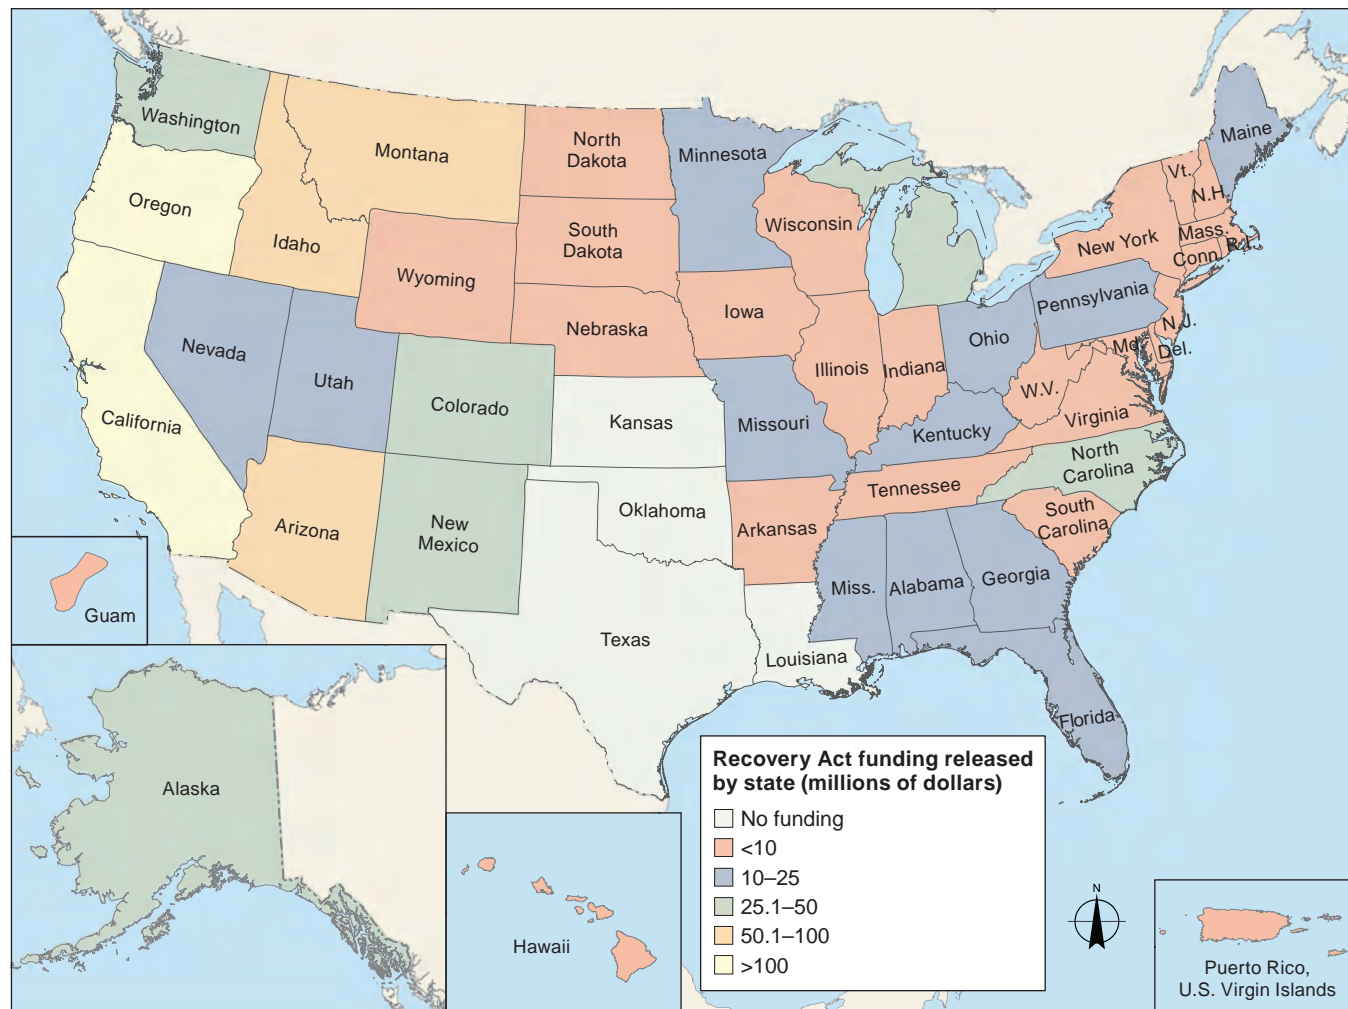 Washington
Montana
North
Dakota
Minnesota
Maine
Vt.
N.H.
Oregon
Idaho
Wyoming
South
Dakota
Wisconsin
New York
Mass.
R.I.
Conn.
Nebraska
Iowa
Pennsylvania
N.J.
Nevada
Utah
Colorado
Kansas
Missouri
Illinois
Indiana
Ohio
Md.
Del.
W.V.
Virginia
Kentucky
California
Arizona
New
Mexico
Oklahoma
Arkansas
Tennessee
North
Carolina
South
Carolina
Texas
Louisiana
Miss.
Alabama
Georgia
Florida
Guam
Alaska
Hawaii
Recovery Act funding released
by state (millions of dollars)
No funding
<10
10–25
25.1–50
50.1–100
>100
N
Puerto Rico,
U.S. Virgin Islands